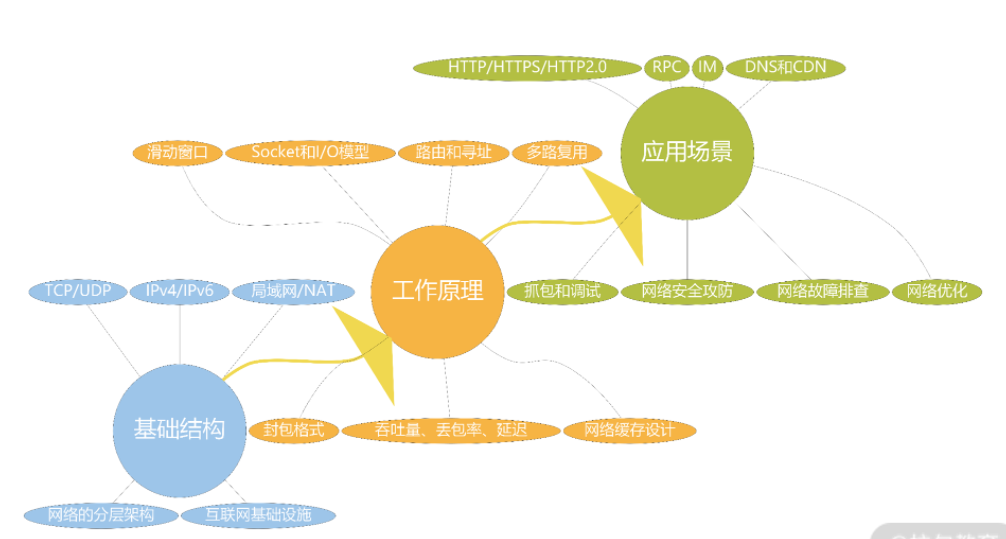 HTTP/HTTPS/HTTP2.0
RPC
IM
DNS和CDN
应用场景
滑动窗口
Socket和I/O模型
路由和寻址
多路复用
工作原理
TCP/UDP
IPv4/IPv6
局域网/NAT
抓包和调试
网络安全攻防
网络故障排查
网络优化
基础结构
封包格式
吞吐量、丢包率、延迟
网络缓存设计
网络的分层架构
互联网基础设施